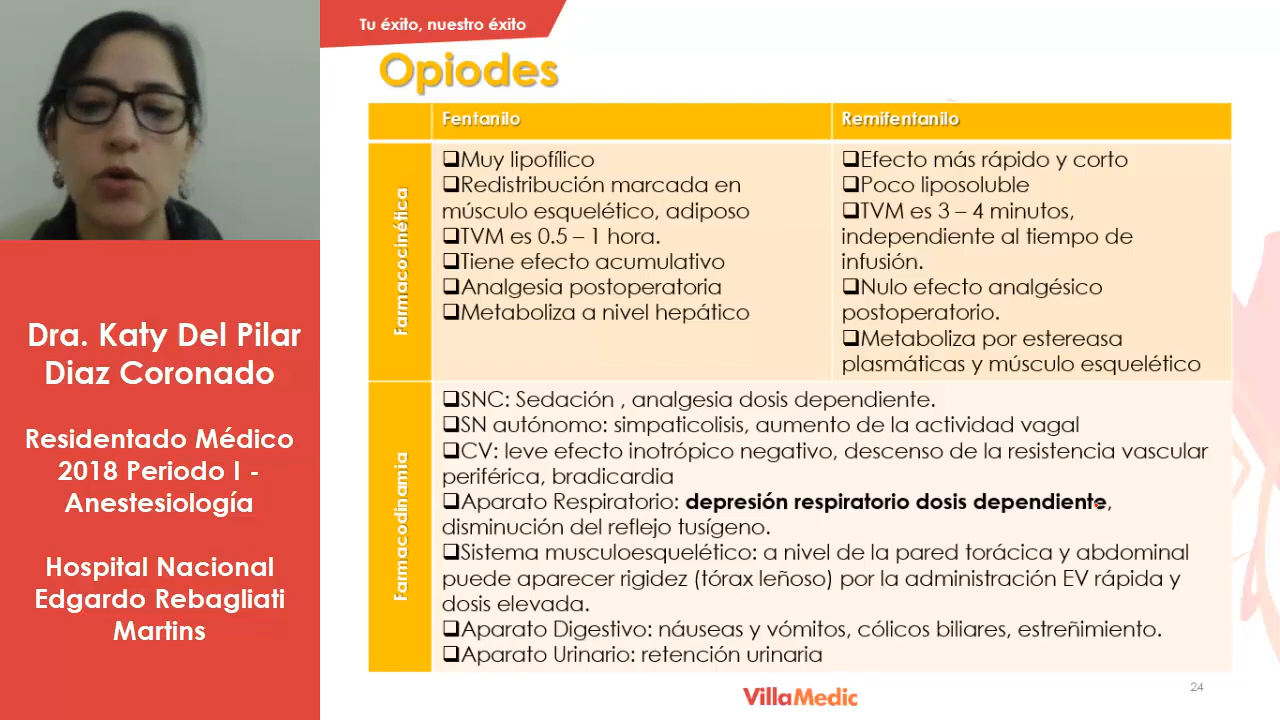 Tu éxito, nuestro éxito
Opiodes
Fentanilo
Remifentanilo
Farmacocinética
❑Muy lipofílico
❑Redistribución marcada en
músculo esquelético, adiposo
❑TVM es 0.5 – 1 hora.
❑Tiene efecto acumulativo
❑Analgesia postoperatoria
❑Metaboliza a nivel hepático
❑Efecto más rápido y corto
❑Poco liposoluble
❑TVM es 3 – 4 minutos,
independiente al tiempo de
infusión.
❑Nulo efecto analgésico
postoperatorio.
❑Metaboliza por estereasa
plasmáticas y músculo esquelético
Farmacodinamia
❑SNC: Sedación , analgesia dosis dependiente.
❑SN autónomo: simpaticolisis, aumento de la actividad vagal
❑CV: leve efecto inotrópico negativo, descenso de la resistencia vascular
periférica, bradicardia
❑Aparato Respiratorio: depresión respiratorio dosis dependiente,
disminución del reflejo tusígeno.
❑Sistema musculoesquelético: a nivel de la pared torácica y abdominal
puede aparecer rigidez (tórax leñoso) por la administración EV rápida y
dosis elevada.
❑Aparato Digestivo: náuseas y vómitos, cólicos biliares, estreñimiento.
❑Aparato Urinario: retención urinaria
Dra. Katy Del Pilar
Diaz Coronado
Residentado Médico
2018 Periodo I -
Anestesiología
Hospital Nacional
Edgardo Rebagliati
Martins
VillaMedic
24